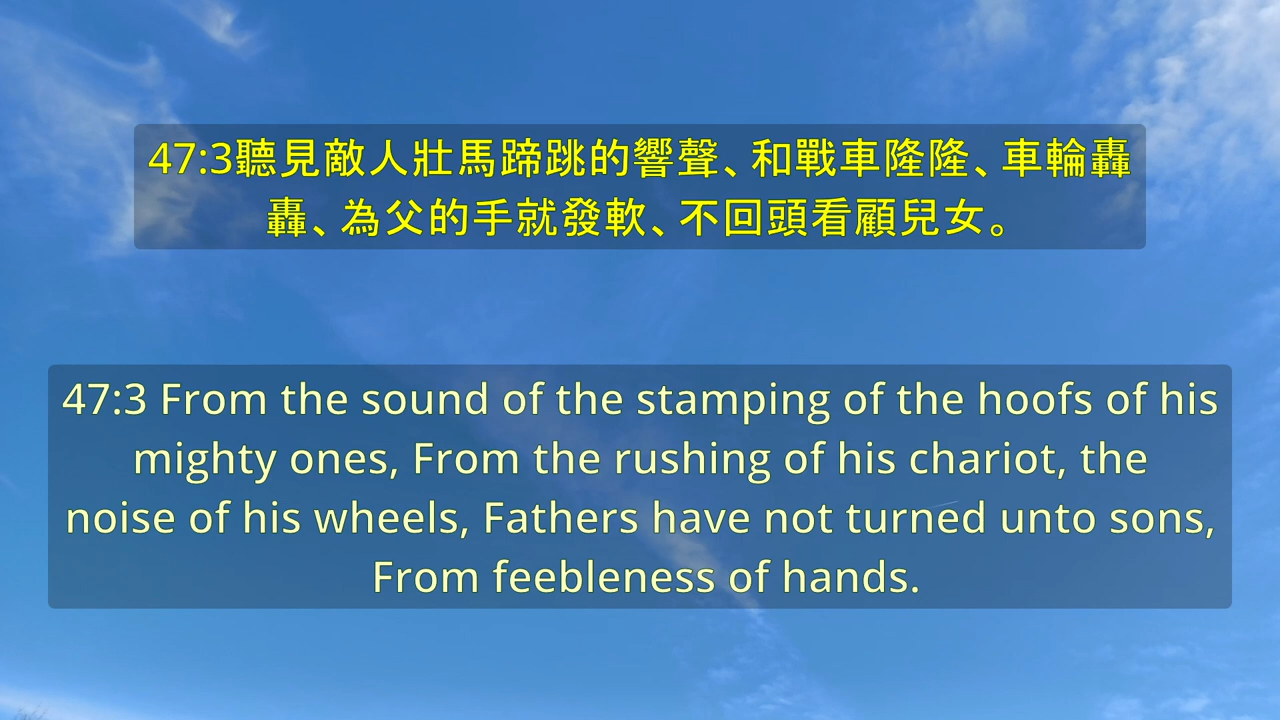 47:3聽見敵人壯馬蹄跳的響聲、和戰車隆隆、車輪轟
轟、為父的手就發軟、不回頭看顧兒女。
47:3 From the sound of the stamping of the hoofs of his
mighty ones, From the rushing of his chariot, the
noise of his wheels, Fathers have not turned unto sons,
From feebleness of hands.